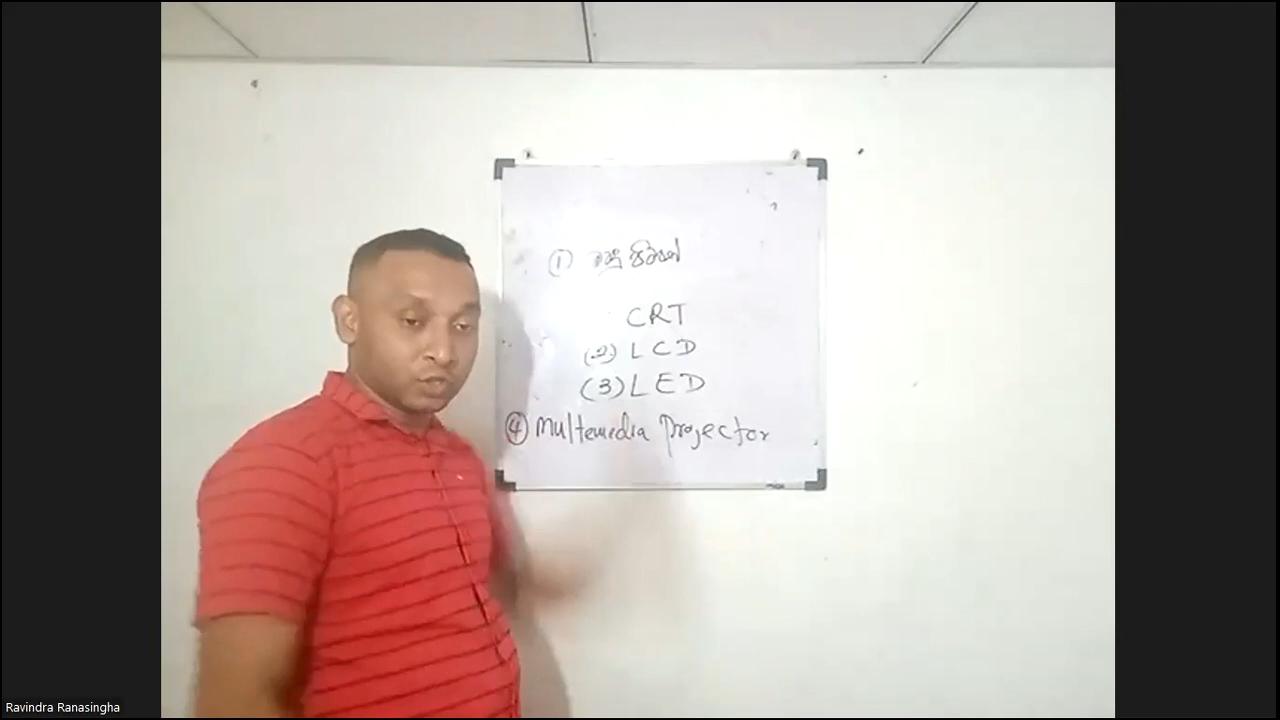 ①
CRT
(2) LCD
(3) LED
④ Multemedia Projector
Ravindra Ranasingha